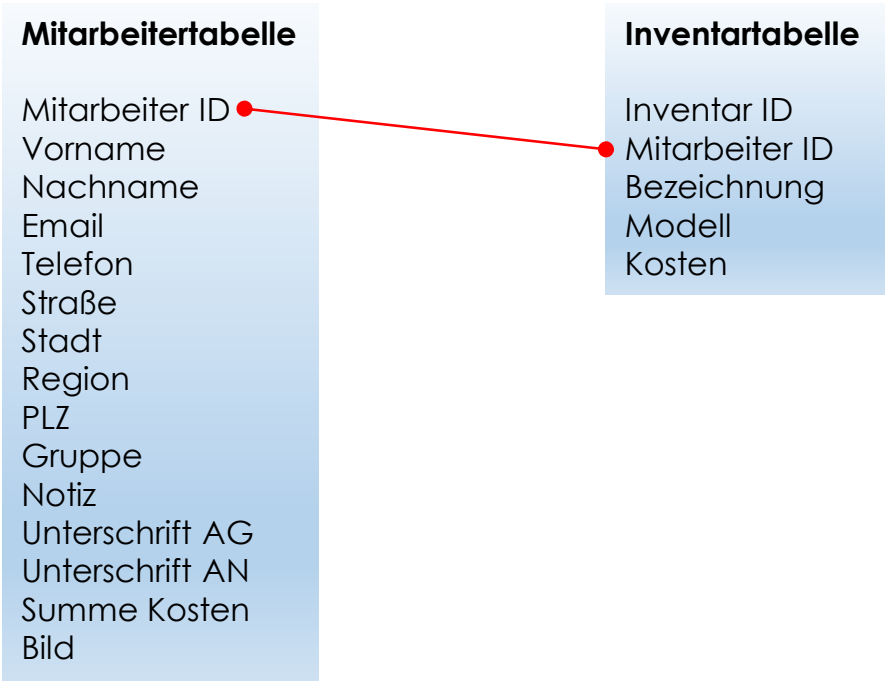 Mitarbeitertabelle
Mitarbeiter ID
Vorname
Nachname
Email
Telefon
Straße
Stadt
Region
PLZ
Gruppe
Notiz
Unterschrift AG
Unterschrift AN
Summe Kosten
Bild
Inventartabelle
Inventar ID
Mitarbeiter ID
Bezeichnung
Modell
Kosten